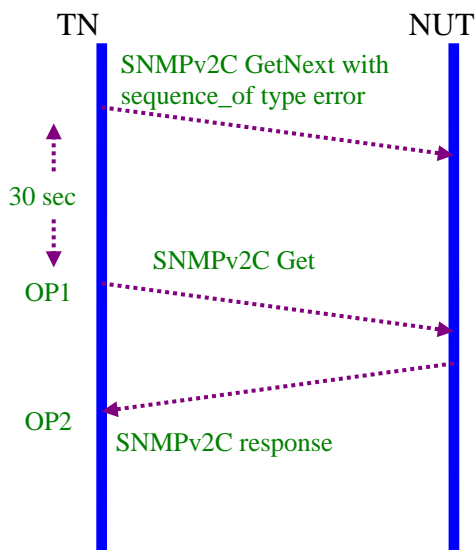 TN
NUT
SNMPv2C GetNext with
sequence_of type error
30 sec
SNMPv2C Get
OP1
OP2
SNMPv2C response